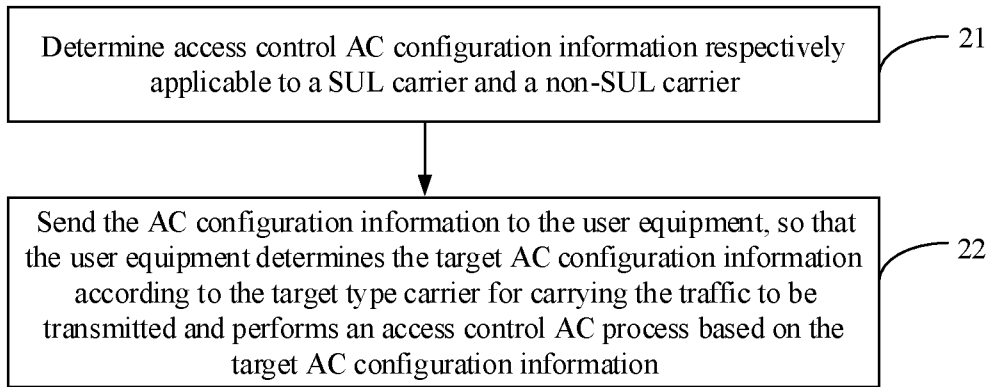 Determine access control AC configuration information respectively
applicable to a SUL carrier and a non-SUL carrier
21
Send the AC configuration information to the user equipment, so that
the user equipment determines the target AC configuration information
according to the target type carrier for carrying the traffic to be
transmitted and performs an access control AC process based on the
target AC configuration information
22